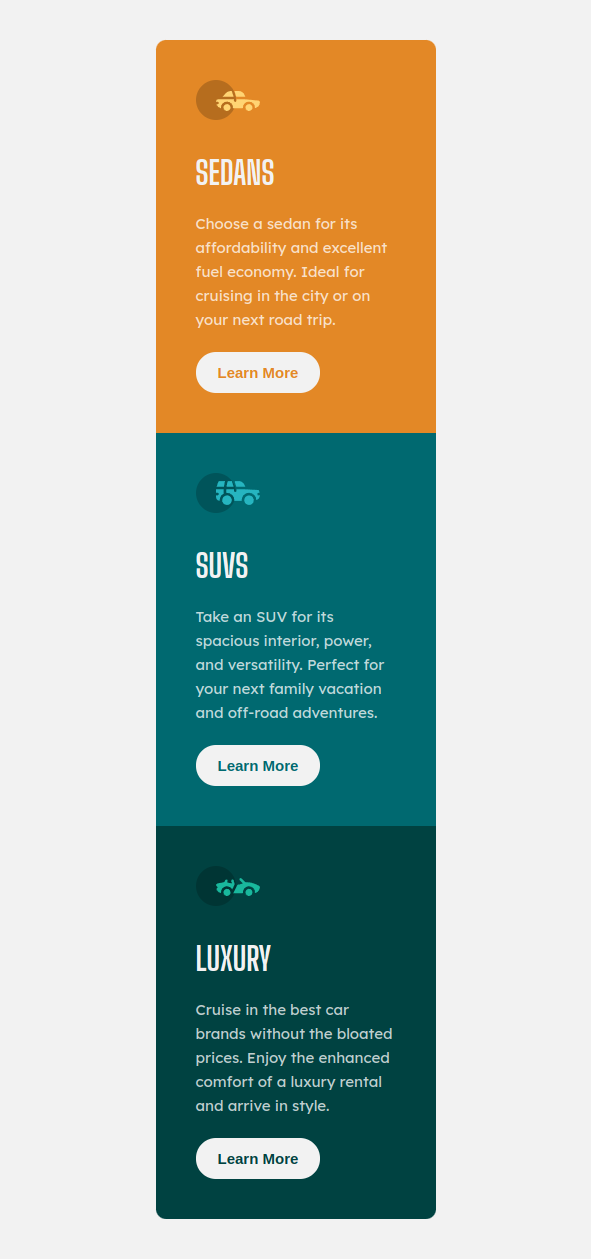 SEDANS
Choose a sedan for its
affordability and excellent
fuel economy. Ideal for
cruising in the city or on
your next road trip.
Learn More
SUVS
Take an SUV for its
spacious interior, power,
and versatility. Perfect for
your next family vacation
and off-road adventures.
Learn More
LUXURY
Cruise in the best car
brands without the bloated
prices. Enjoy the enhanced
comfort of a luxury rental
and arrive in style.
Learn More